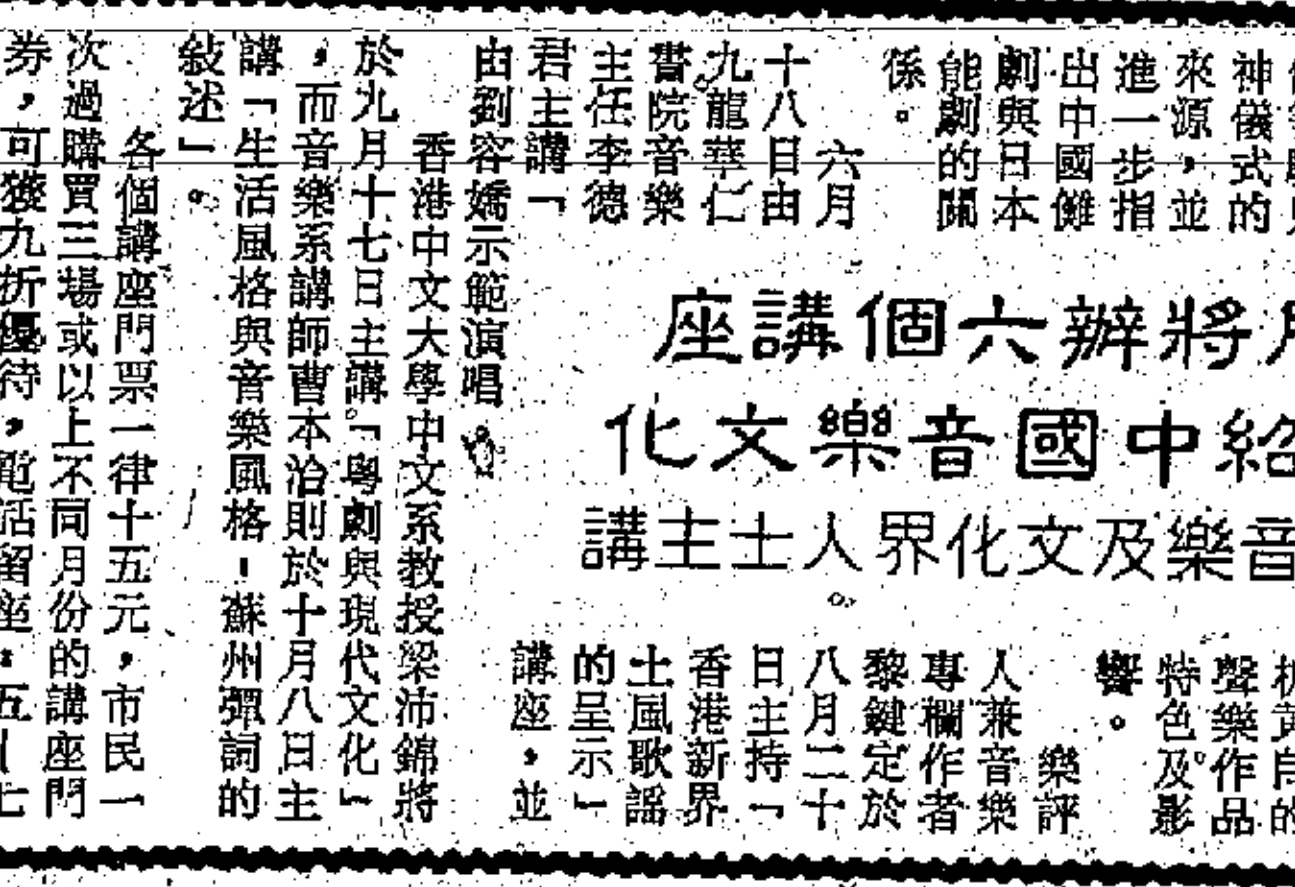 將辦六個講座
紹中國音樂文化
音樂及文化界人士主講
神儀式的
來源，並
進一步指
出中國儺
劇與日本
能劇的關
係。
六月
十八日由
九龍華仁
書院音樂
主任李德
君主講「
析黃自的
聲樂作品
特色及影
響。
樂評
人兼音樂
專欄作者
黎鍵定於
八月二十
日主持「
香港新界
土風歌謠
的呈示」
講座，並
由劉容嬌示範演唱。
香港中文大學中文系教授梁沛錦將
於九月十七日主講「粵劇與現代文化」
，而音樂系講師曹本冶則於十月八日主
講「生活風格與音樂風格－蘇州彈詞的
敍述」。
各個講座門票一律十五元，市民一
次過購買三場或以上不同月份的講座門
券，可獲九折優待，電話留座：五